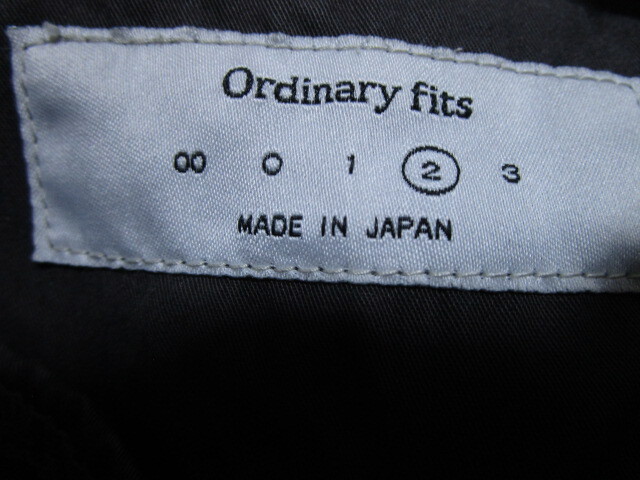 Ordinary fits
00 0 1 2 3
MADE IN JAPAN